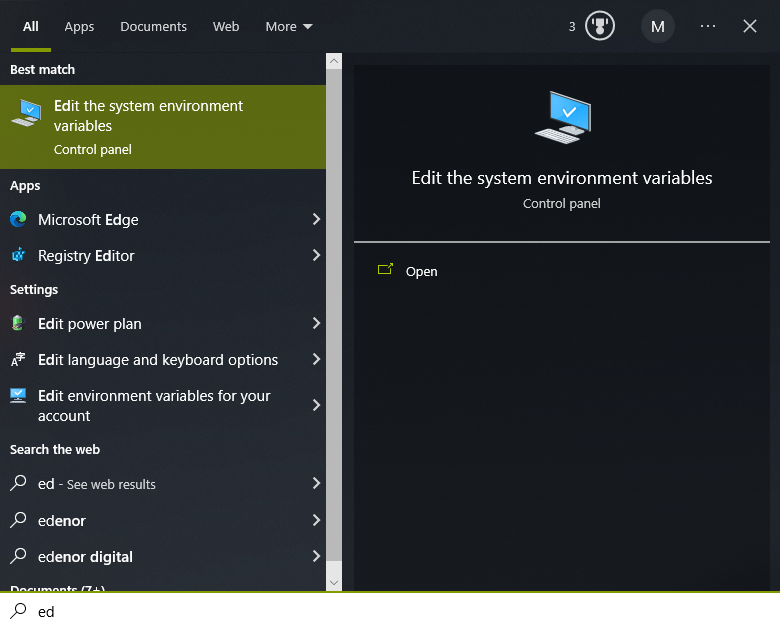 All Apps Documents Web More 3 M
Best match
Edit the system environment
variables
Control panel
Apps
Microsoft Edge
Registry Editor
Settings
Edit power plan
Edit language and keyboard options
Edit environment variables for your
account
Search the web
ed - See web results
edenor
edenor digital
Documents (7+)
ed
Edit the system environment variables
Control panel
Open